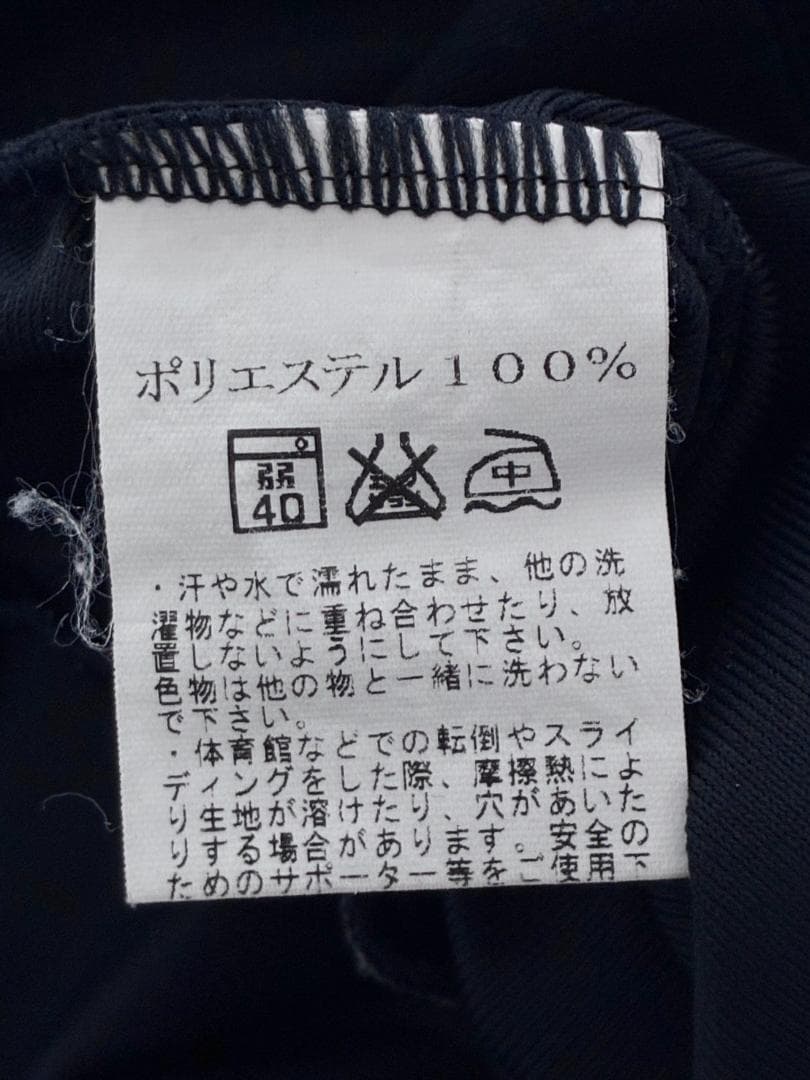 ポリエステル１００％
弱
40
中
・汗や水で濡れたまま、他の洗
濯物などに重ね合わせたり、放
置しないようにして下さい。
色物は他の物と一緒に洗わない
で下さい。
・体育館などでの転倒やスライ
ディングをした際、摩擦熱によ
り生地が溶けたり、穴があいた
りする場合があります。安全の
ためのサポーター等をご使用下